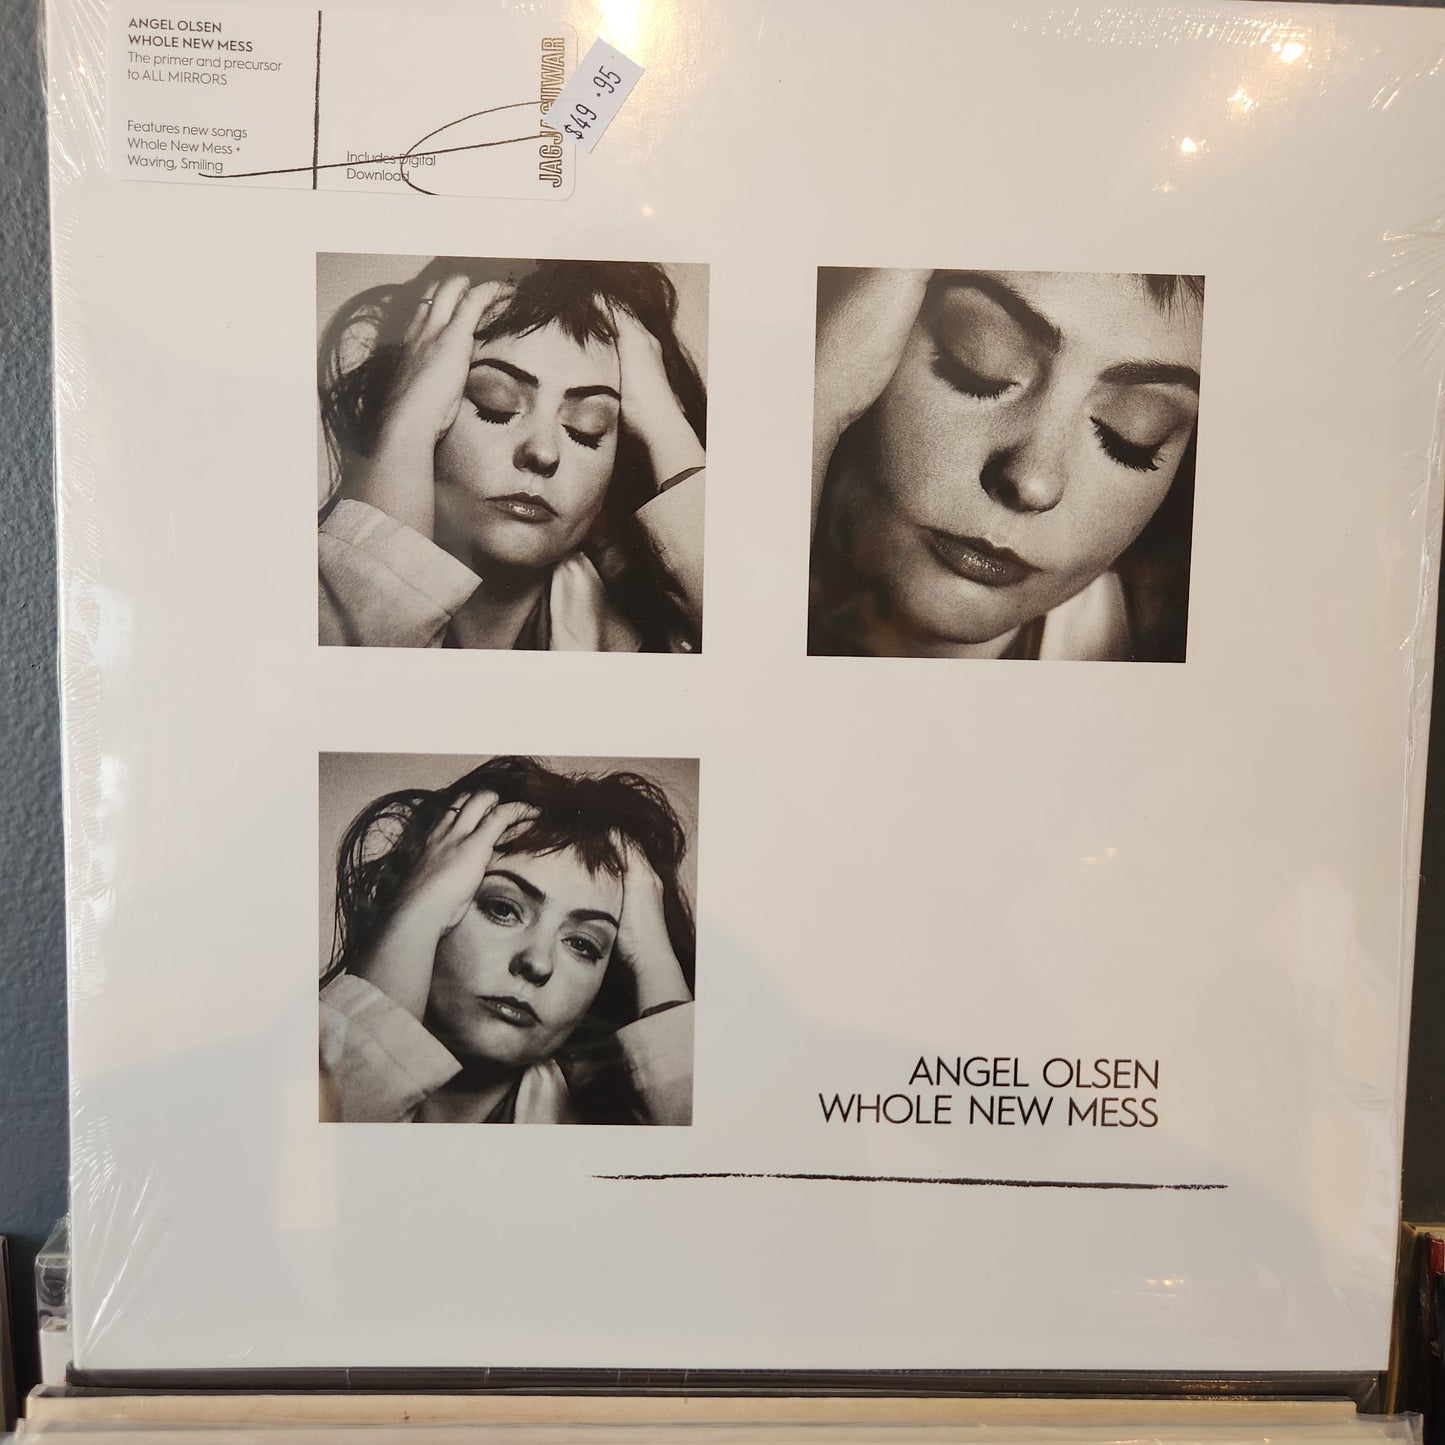 ANGEL OLSEN
WHOLE NEW MESS
The primer and precursor
to ALL MIRRORS
Features new songs
Whole New Mess +
Waving, Smiling
Includes Digital
Download
JAGJAGUWAR
$49.95
ANGEL OLSEN
WHOLE NEW MESS